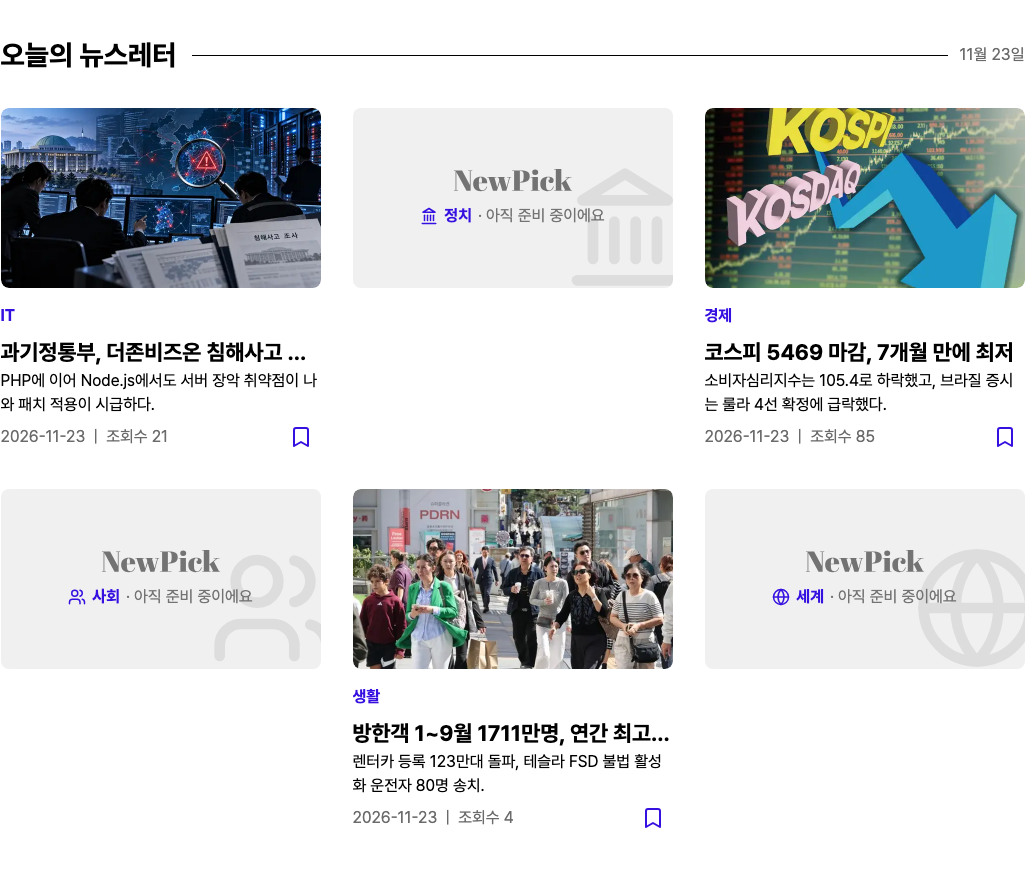 오늘의 뉴스레터
11월 23일
침해사고 조사
IT
과기정통부, 더존비즈온 침해사고 ...
PHP에 이어 Node.js에서도 서버 장악 취약점이 나
와 패치 적용이 시급하다.
2026-11-23 | 조회수 21
NewPick
정치 · 아직 준비 중이에요
KOSPI
KOSDAQ
경제
코스피 5469 마감, 7개월 만에 최저
소비자심리지수는 105.4로 하락했고, 브라질 증시
는 룰라 4선 확정에 급락했다.
2026-11-23 | 조회수 85
NewPick
사회 · 아직 준비 중이에요
PDRN
생활
방한객 1~9월 1711만명, 연간 최고...
렌터카 등록 123만대 돌파, 테슬라 FSD 불법 활성
화 운전자 80명 송치.
2026-11-23 | 조회수 4
NewPick
세계 · 아직 준비 중이에요